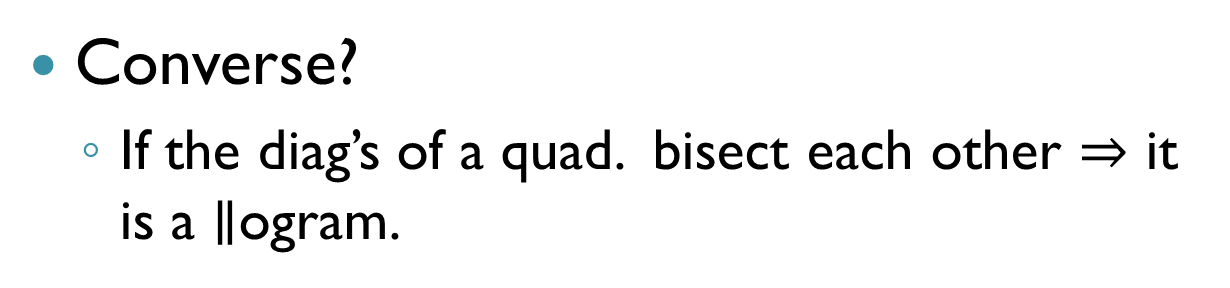 • Converse?
◦ If the diag’s of a quad.  bisect each other ⇒ it
is a ∥ogram.